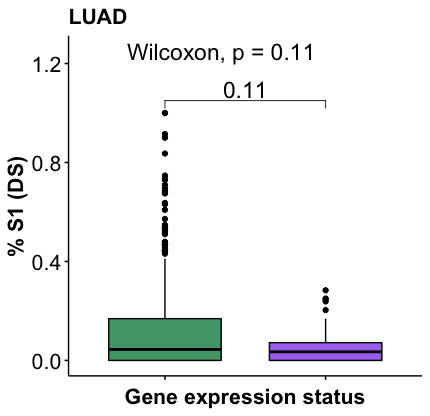 LUAD
Wilcoxon, p = 0.11
0.11
1.2
0.8
0.4
0.0
% S1 (DS)
Gene expression status